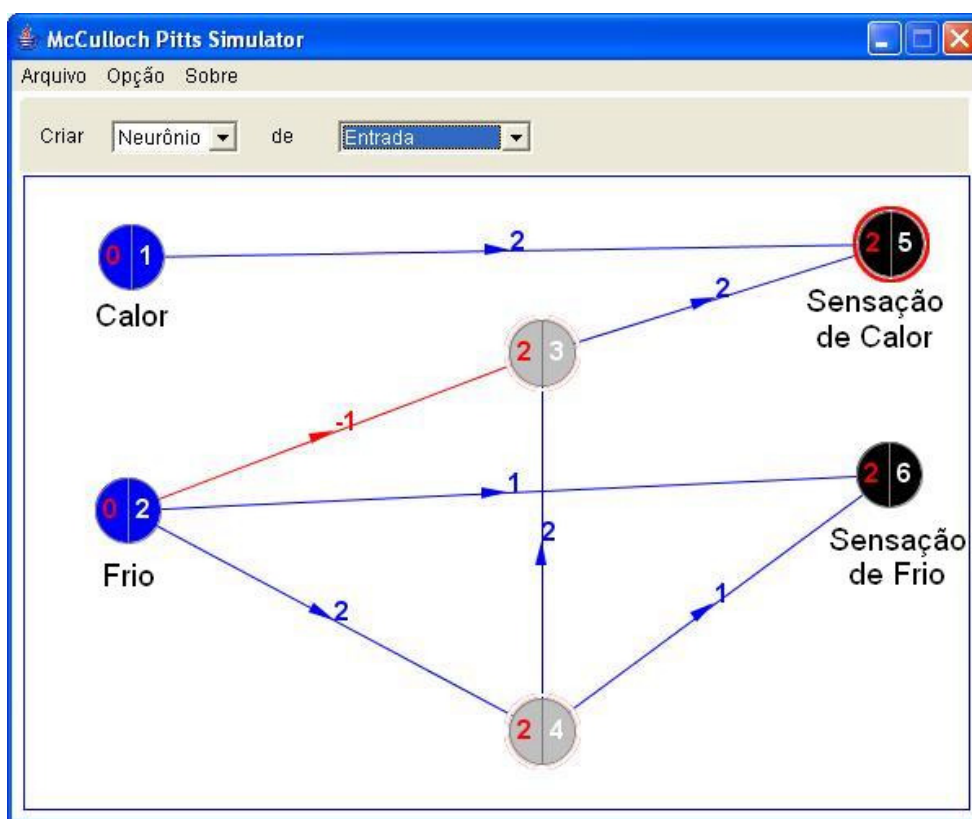 McCulloch Pitts Simulator
Arquivo Opção Sobre
Criar Neurônio de Entrada
0 1
Calor
2
2 5
Sensação
de Calor
2
2 3
-1
0 2
Frio
1
2 6
Sensação
de Frio
2
2
1
2 4